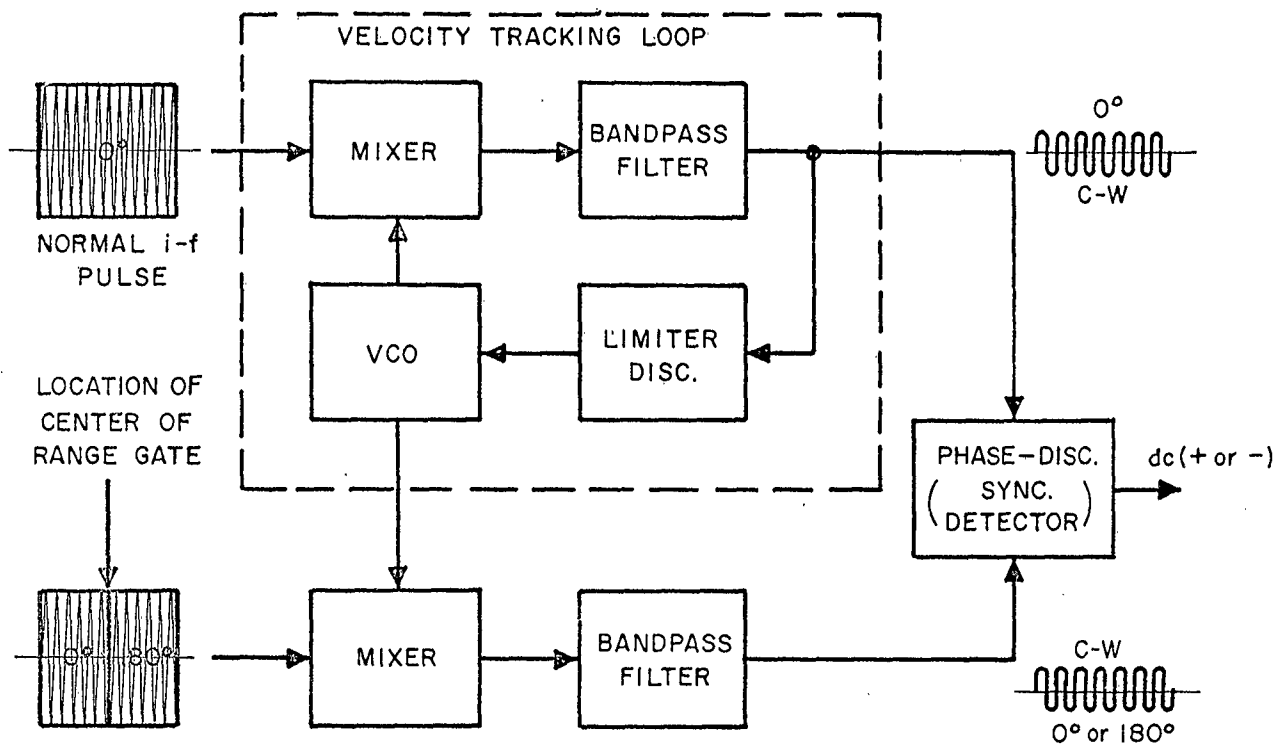 VELOCITY TRACKING LOOP
0°
NORMAL i-f
PULSE
MIXER
BANDPASS
FILTER
0°
C-W
VCO
LIMITER
DISC.
LOCATION OF
CENTER OF
RANGE GATE
PHASE-DISC.
(SYNC.
DETECTOR)
dc (+ or -)
0°
180°
MIXER
BANDPASS
FILTER
C-W
0° or 180°